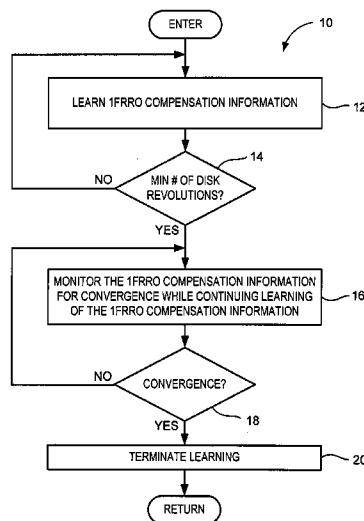 ENTER
10
LEARN 1FRRO COMPENSATION INFORMATION
12
14
MIN # OF DISK
REVOLUTIONS?
NO
YES
MONITOR THE 1FRRO COMPENSATION INFORMATION
FOR CONVERGENCE WHILE CONTINUING LEARNING
OF THE 1FRRO COMPENSATION INFORMATION
16
NO
CONVERGENCE?
18
YES
TERMINATE LEARNING
20
RETURN